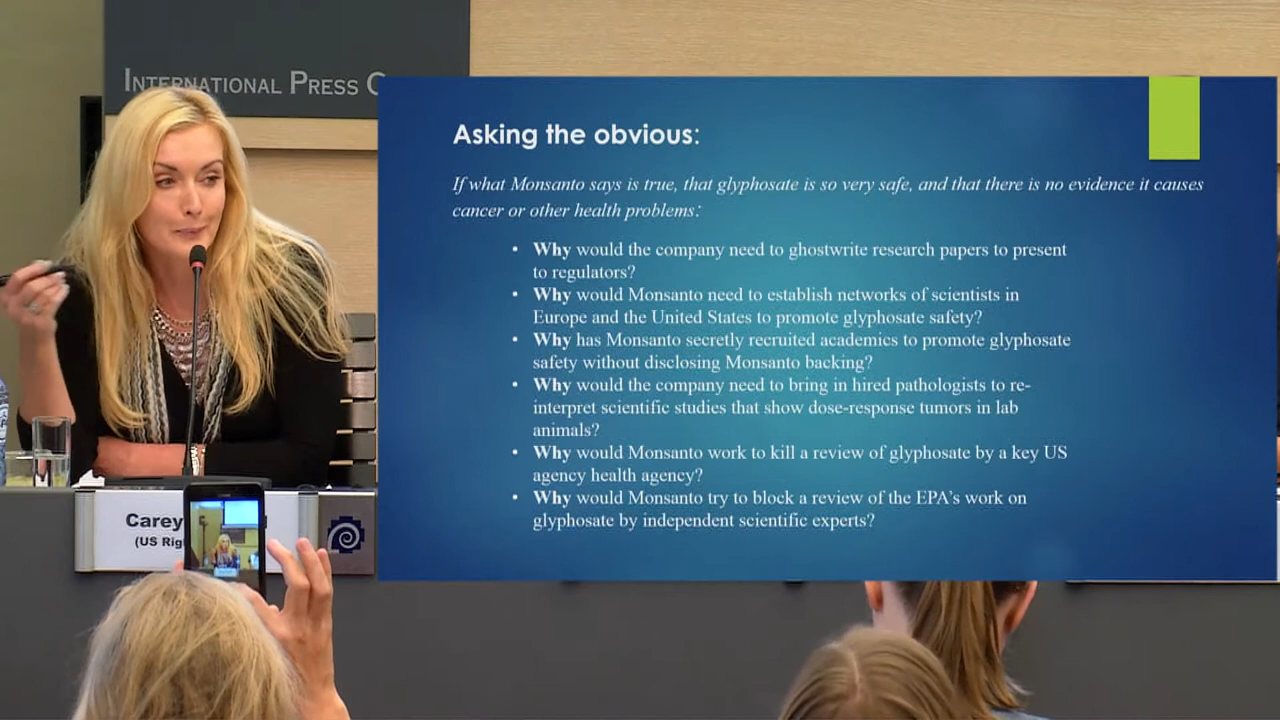 INTERNATIONAL PRESS
Asking the obvious:
If what Monsanto says is true, that glyphosate is so very safe, and that there is no evidence it causes
cancer or other health problems:
• Why would the company need to ghostwrite research papers to present
to regulators?
• Why would Monsanto need to establish networks of scientists in
Europe and the United States to promote glyphosate safety?
• Why has Monsanto secretly recruited academics to promote glyphosate
safety without disclosing Monsanto backing?
• Why would the company need to bring in hired pathologists to re-
interpret scientific studies that show dose-response tumors in lab
animals?
• Why would Monsanto work to kill a review of glyphosate by a key US
agency health agency?
• Why would Monsanto try to block a review of the EPA's work on
glyphosate by independent scientific experts?
Carey
(US